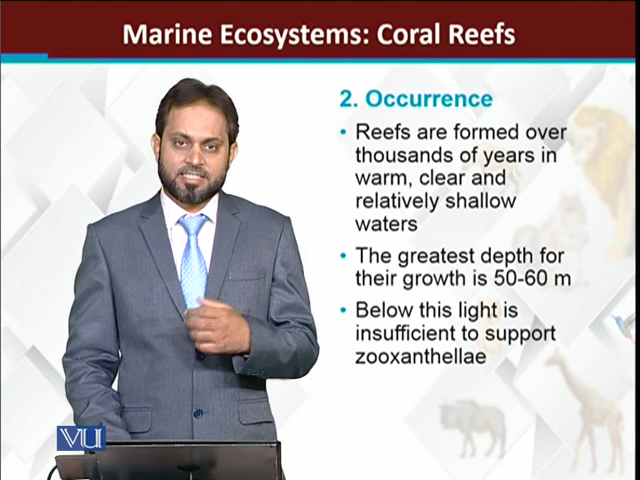 Marine Ecosystems: Coral Reefs
2. Occurrence
• Reefs are formed over
thousands of years in
warm, clear and
relatively shallow
waters
• The greatest depth for
their growth is 50-60 m
• Below this light is
insufficient to support
zooxanthellae
VU